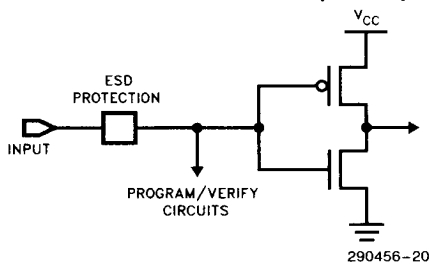 VCC
ESD
PROTECTION
INPUT
PROGRAM/VERIFY
CIRCUITS
290456-20